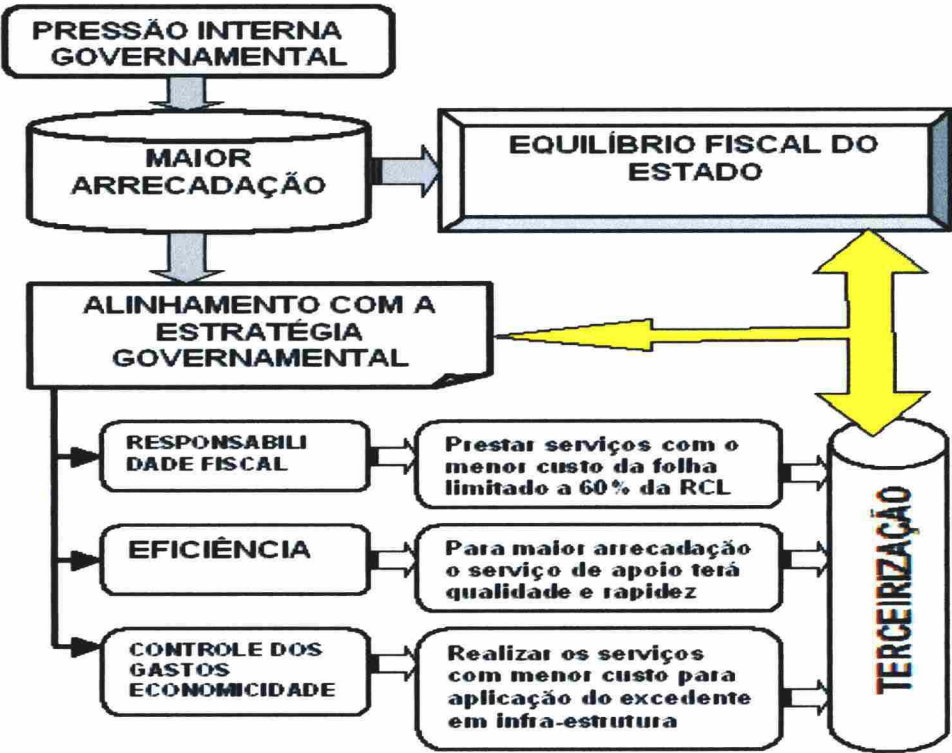 PRESSÃO INTERNA
GOVERNAMENTAL
MAIOR
ARRECADAÇÃO
EQUILÍBRIO FISCAL DO
ESTADO
ALINHAMENTO COM A
ESTRATÉGIA
GOVERNAMENTAL
RESPONSABILI
DADE FISCAL
Prestar serviços com o
menor custo da folha
limitado a 60% da RCL
EFICIÊNCIA
Para maior arrecadação
o serviço de apoio terá
qualidade e rapidez
CONTROLE DOS
GASTOS
ECONOMICIDADE
Realizar os serviços
com menor custo para
aplicação do excedente
em infra-estrutura
TERCEIRIZAÇÃO